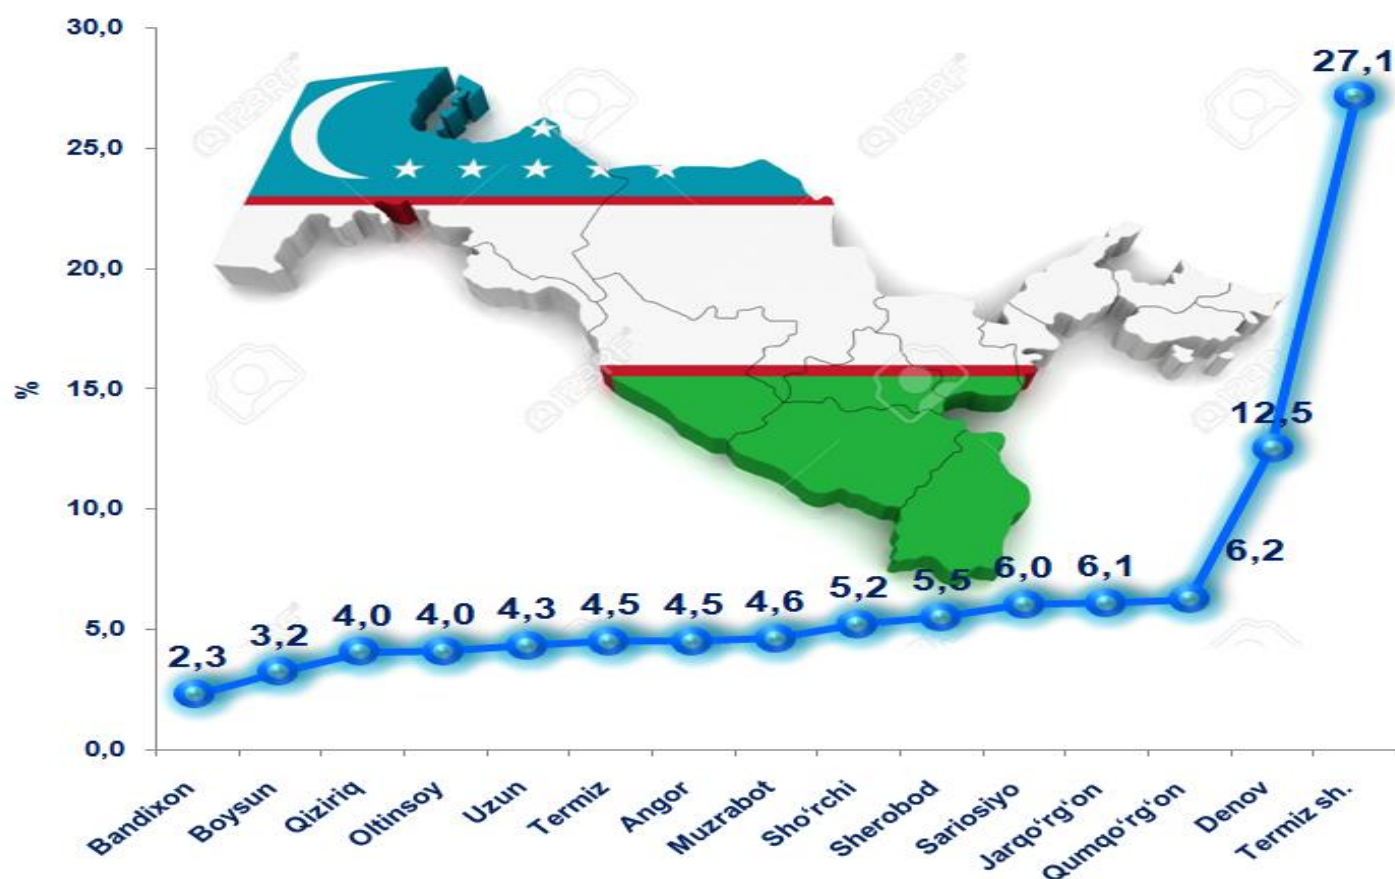 30,0
25,0
20,0
15,0
10,0
5,0
0,0
%
2,3
3,2
4,0
4,0
4,3
4,5
4,5
4,6
5,2
5,5
6,0
6,1
6,2
12,5
27,1
Bandixon
Boysun
Qiziriq
Oltinsoy
Uzun
Termiz
Angor
Muzrabot
Sho‘rchi
Sherobod
Sariosiyo
Jarqo‘rg‘on
Qumqo‘rg‘on
Denov
Termiz sh.
123RF
123RF
123RF